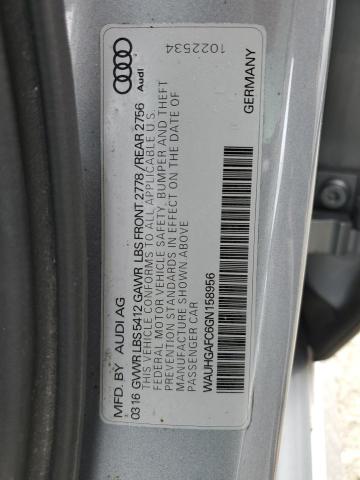 1022534
Audi
MFD. BY AUDI AG
03 16 GVWR LBS 5412 GAWR LBS FRONT 2778 / REAR 2756
THIS VEHICLE CONFORMS TO ALL APPLICABLE U.S.
FEDERAL MOTOR VEHICLE SAFETY, BUMPER AND THEFT
PREVENTION STANDARDS IN EFFECT ON THE DATE OF
MANUFACTURE SHOWN ABOVE
PASSENGER CAR
WAUHGAFC6GN158956
GERMANY